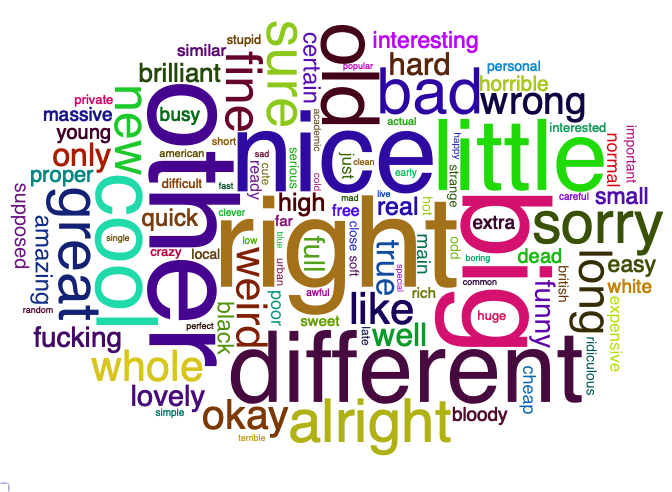 stupid
similar
brilliant
fine
sure
certain
old
popular
interesting
hard
personal
horrible
bad
wrong
private
massive
young
only
proper
new
busy
short
american
difficult
fast
other
nice
sad
cute
ready
serious
academic
cold
just
clean
actual
early
little
happy
strange
interested
careful
important
normal
small
supposed
amazing
great
cool
single
random
quick
crazy
local
clever
perfect
right
high
far
low
blue
urban
full
awful
mad
live
free
real
close
soft
true
special
hot
main
rich
odd
boring
big
extra
common
huge
sorry
dead
british
funny
long
easy
white
expensive
ridiculous
fucking
whole
lovely
simple
black
weird
poor
sweet
like
late
well
different
cheap
okay
terrible
alright
bloody